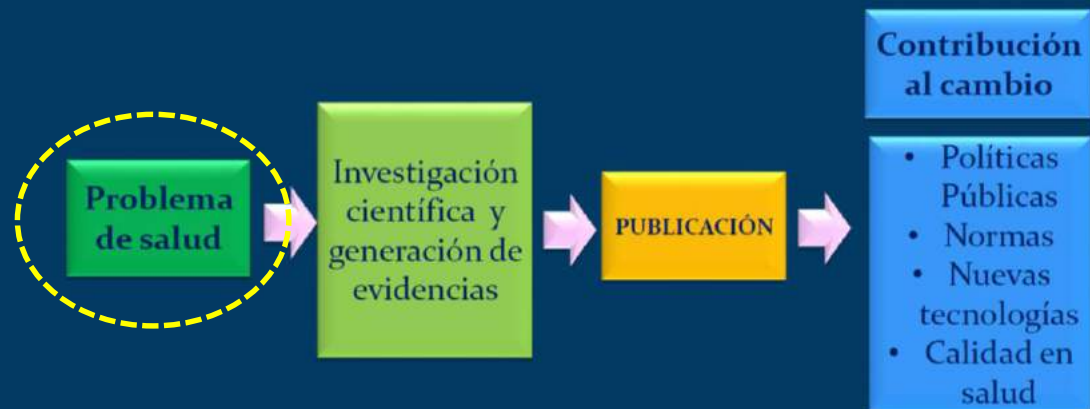 Problema
de salud
Investigación
científica y
generación de
evidencias
PUBLICACIÓN
Contribución
al cambio
• Políticas
Públicas
• Normas
• Nuevas
tecnologías
• Calidad en
salud